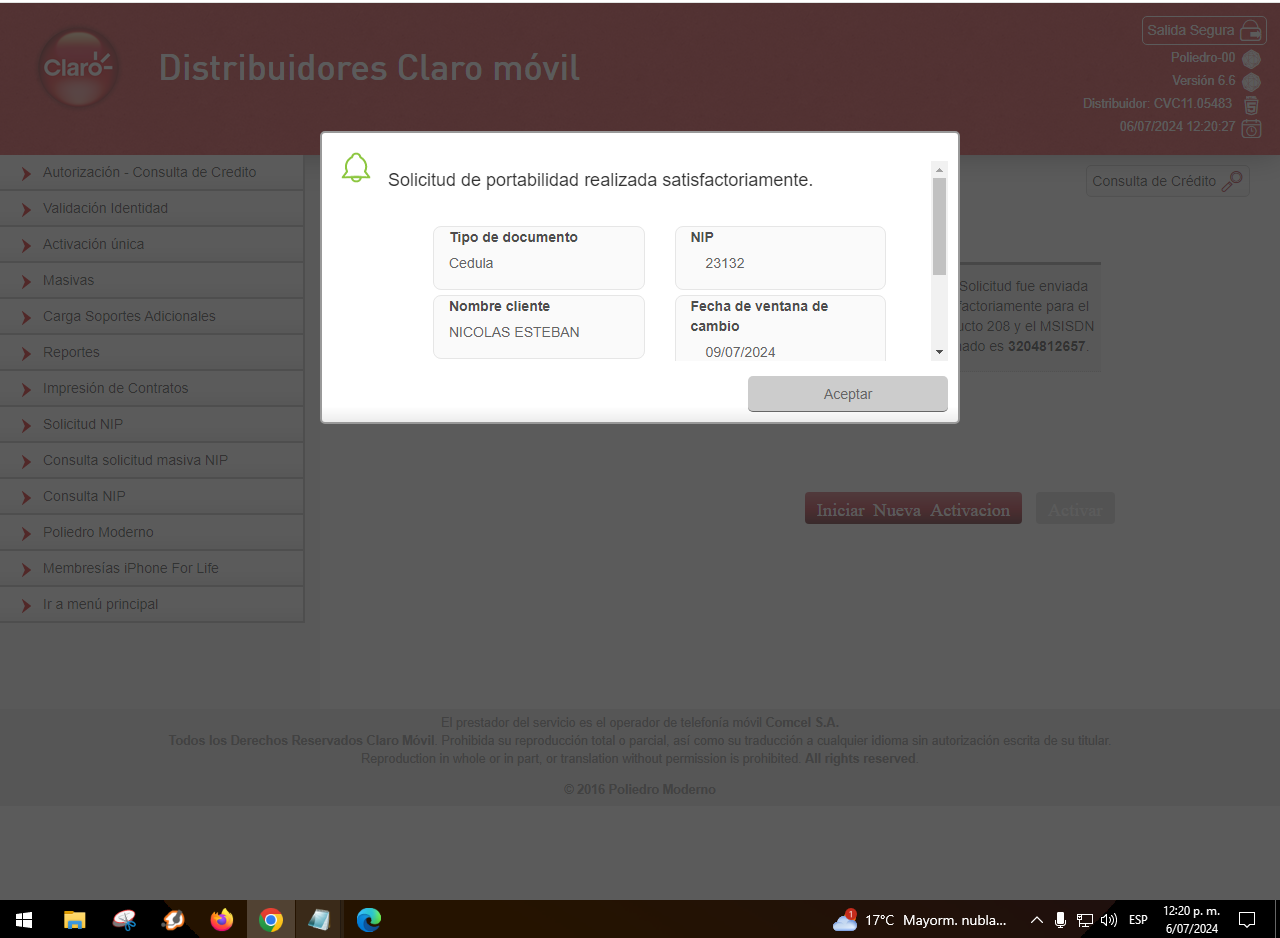 Claro
Distribuidores Claro móvil
Salida Segura
Poliedro-00
Versión 6.6
Distribuidor: CVC11.05483
06/07/2024 12:20:27
Autorización - Consulta de Credito
Validación Identidad
Activación única
Masivas
Carga Soportes Adicionales
Reportes
Impresión de Contratos
Solicitud NIP
Consulta solicitud masiva NIP
Consulta NIP
Poliedro Moderno
Membresías iPhone For Life
Ir a menú principal
Consulta de Crédito
Solicitud de portabilidad realizada satisfactoriamente.
Tipo de documento
Cedula
NIP
23132
Nombre cliente
NICOLAS ESTEBAN
Fecha de ventana de
cambio
09/07/2024
Aceptar
Solicitud fue enviada
factoriamente para el
ucto 208 y el MSISDN
nado es 3204812657.
Iniciar Nueva Activacion
Activar
El prestador del servicio es el operador de telefonía móvil Comcel S.A.
Todos los Derechos Reservados Claro Móvil. Prohibida su reproducción total o parcial, así como su traducción a cualquier idioma sin autorización escrita de su titular.
Reproduction in whole or in part, or translation without permission is prohibited. All rights reserved.
© 2016 Poliedro Moderno
1
17°C Mayorm. nubla...
ESP
12:20 p. m.
6/07/2024